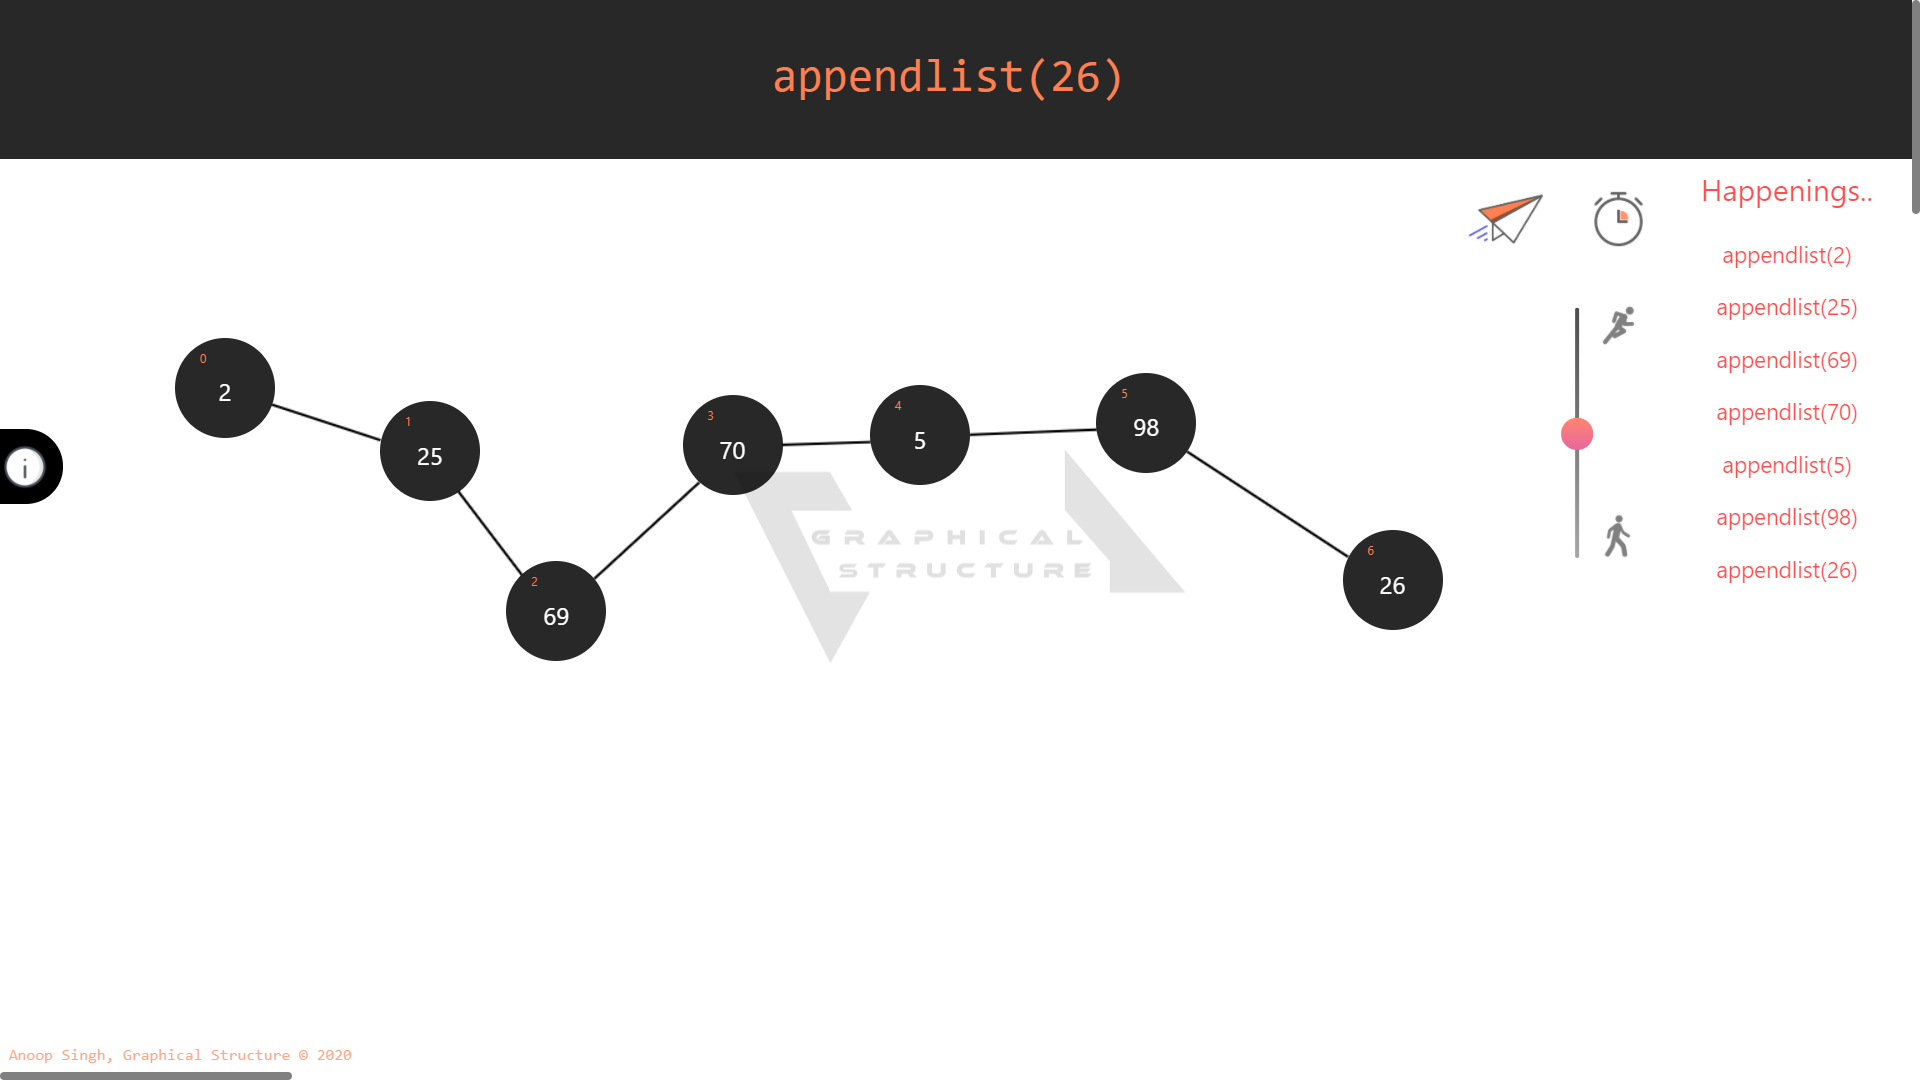 appendlist(26)
Happenings..
appendlist(2)
appendlist(25)
appendlist(69)
appendlist(70)
appendlist(5)
appendlist(98)
appendlist(26)
0
2
1
25
2
69
3
70
4
5
5
98
6
26
GRAPHICAL
STRUCTURE
i
Anoop Singh, Graphical Structure © 2020